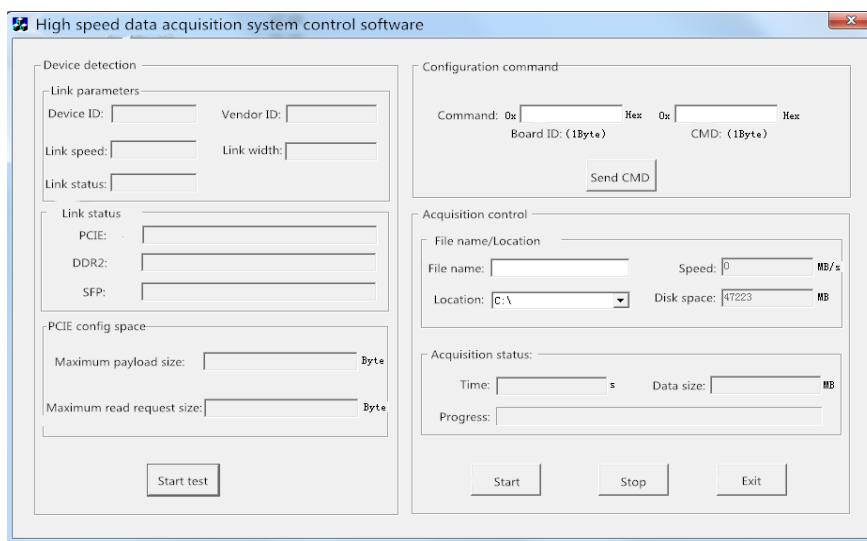 High speed data acquisition system control software
Device detection
Link parameters
Device ID:
Vendor ID:
Link speed:
Link width:
Link status:
Link status
PCIE:
DDR2:
SFP:
PCIE config space
Maximum payload size: Byte
Maximum read request size: Byte
Start test
Configuration command
Command: 0x Hex 0x Hex
Board ID: (1Byte) CMD: (1Byte)
Send CMD
Acquisition control
File name/Location
File name: Speed: 0 MB/s
Location: C:\ Disk space: 47223 MB
Acquisition status:
Time: s Data size: MB
Progress:
Start Stop Exit